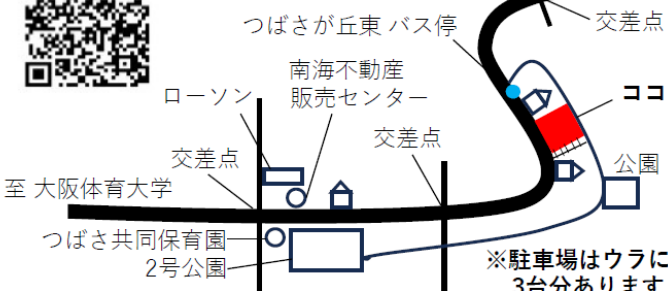 つばさが丘東 バス停
交差点
南海不動産
販売センター
ローソン
ココ
交差点
交差点
公園
至 大阪体育大学
つばさ共同保育園
2号公園
※駐車場はウラに
3台分あります